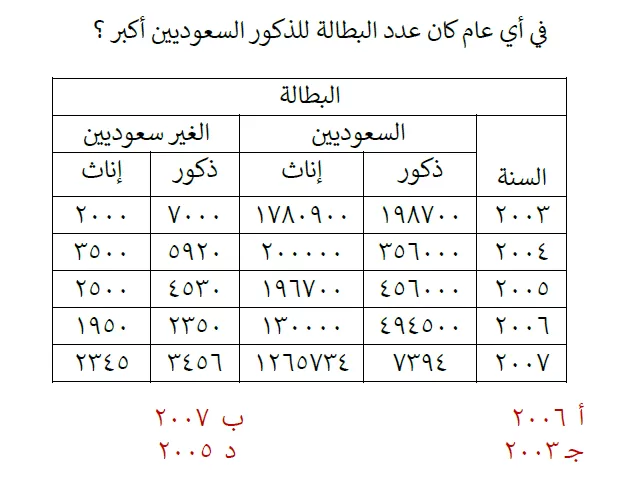 في أي عام كان عدد البطالة للذكور السعوديين أكبر ؟
البطالة
السنة السعوديين الغير سعوديين
ذكور إناث ذكور إناث
٢٠٠٣ ١٩٨٧٠٠ ١٧٨٠٩٠٠ ٧٠٠٠ ٢٠٠٠
٢٠٠٤ ٣٥٦٠٠٠ ٢٠٠٠٠٠ ٥٩٢٠ ٣٥٠٠
٢٠٠٥ ٤٥٦٠٠٠ ١٩٦٧٠٠ ٤٥٣٠ ٢٥٠٠
٢٠٠٦ ٤٩٤٥٠٠ ١٣٠٠٠٠ ٢٣٥٠ ١٩٥٠
٢٠٠٧ ٧٣٩٤ ١٢٦٥٧٣٤ ٣٤٥٦ ٢٣٤٥
أ ٢٠٠٦ ب ٢٠٠٧
جـ ٢٠٠٣ د ٢٠٠٥